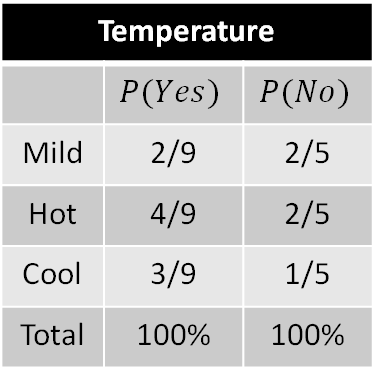 Temperature
P(Yes) P(No)
Mild 2/9 2/5
Hot 4/9 2/5
Cool 3/9 1/5
Total 100% 100%